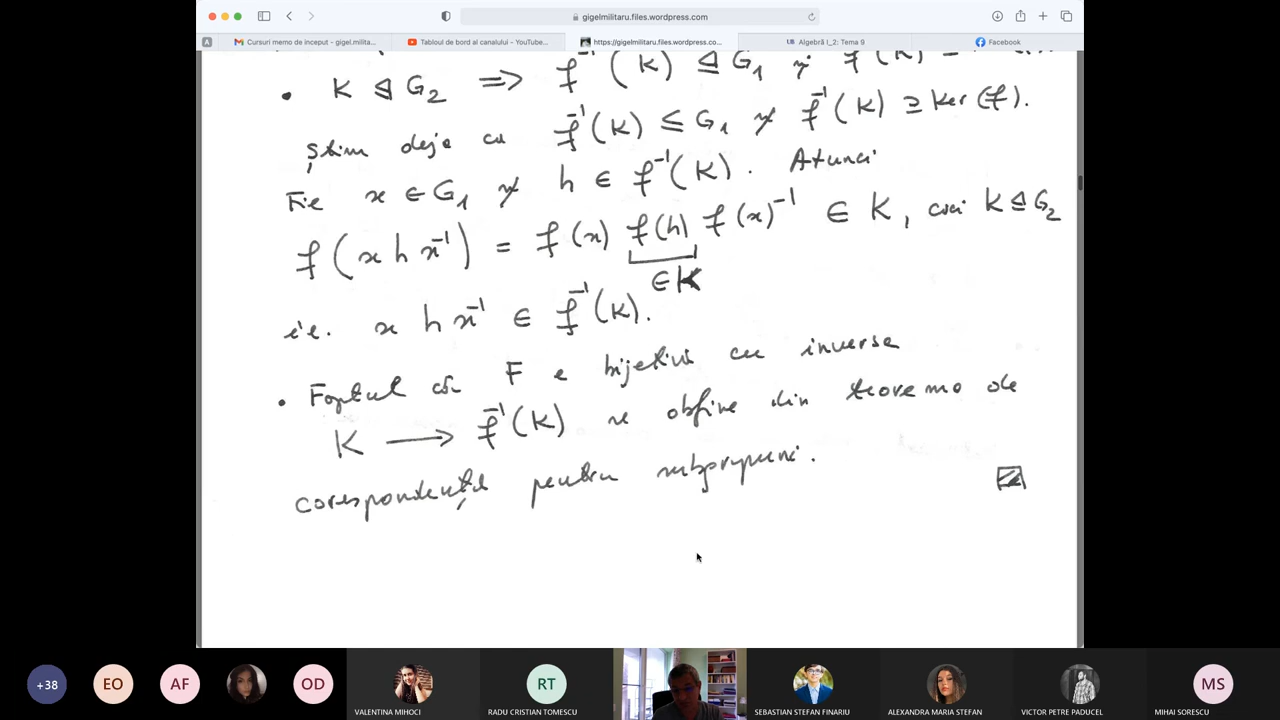 gigelmilitaru.files.wordpress.com
A
Cursuri memo de inceput - gigel.milita...
Tabloul de bord al canalului - YouTube...
https://gigelmilitaru.files.wordpress.co...
Algebră I_2: Tema 9
Facebook
• K ⊴ G₂ ⟹ f⁻¹(K) ⊴ G₁ și
Știm deja că f⁻¹(K) ≤ G₁ și f⁻¹(K) ⊇ Ker(f).
Fie x ∈ G₁ și h ∈ f⁻¹(K). Atunci
f(x h x⁻¹) = f(x) f(h) f(x)⁻¹ ∈ K, căci K ⊴ G₂
∈ K
i.e. x h x⁻¹ ∈ f⁻¹(K).
• Faptul că F e bijectivă cu inversa
K ⟶ f⁻¹(K) se obține din teorema de
corespondență pentru subgrupuri.
+38
EO
AF
OD
VALENTINA MIHOCI
RT
RADU CRISTIAN TOMESCU
SEBASTIAN STEFAN FINARIU
ALEXANDRA MARIA STEFAN
VICTOR PETRE PADUCEL
MS
MIHAI SORESCU